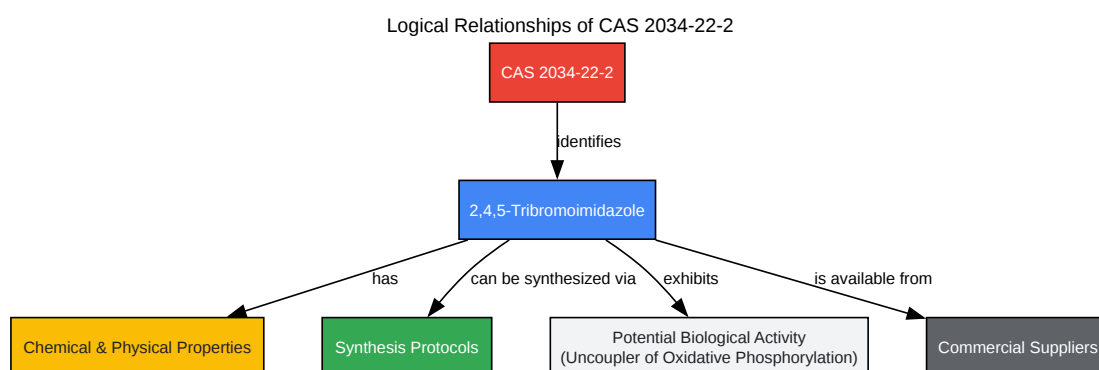 Logical Relationships of CAS 2034-22-2
CAS 2034-22-2
identifies
2,4,5-Tribromoimidazole
has
can be synthesized via
exhibits
is available from
Chemical & Physical Properties
Synthesis Protocols
Potential Biological Activity
(Uncoupler of Oxidative Phosphorylation)
Commercial Suppliers